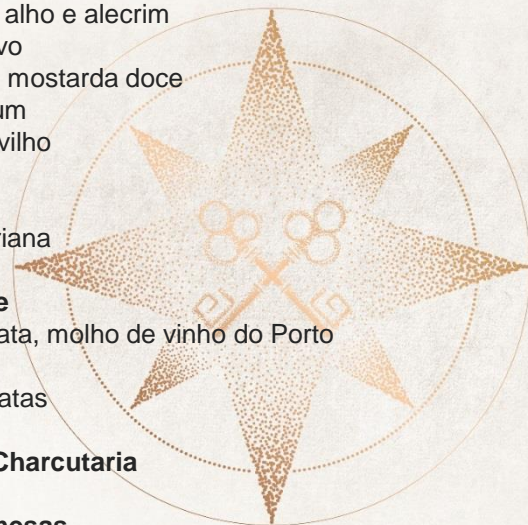 alho e alecrim
vo
mostarda doce
um
vilho
riana
e
ata, molho de vinho do Porto
atas
Charcutaria